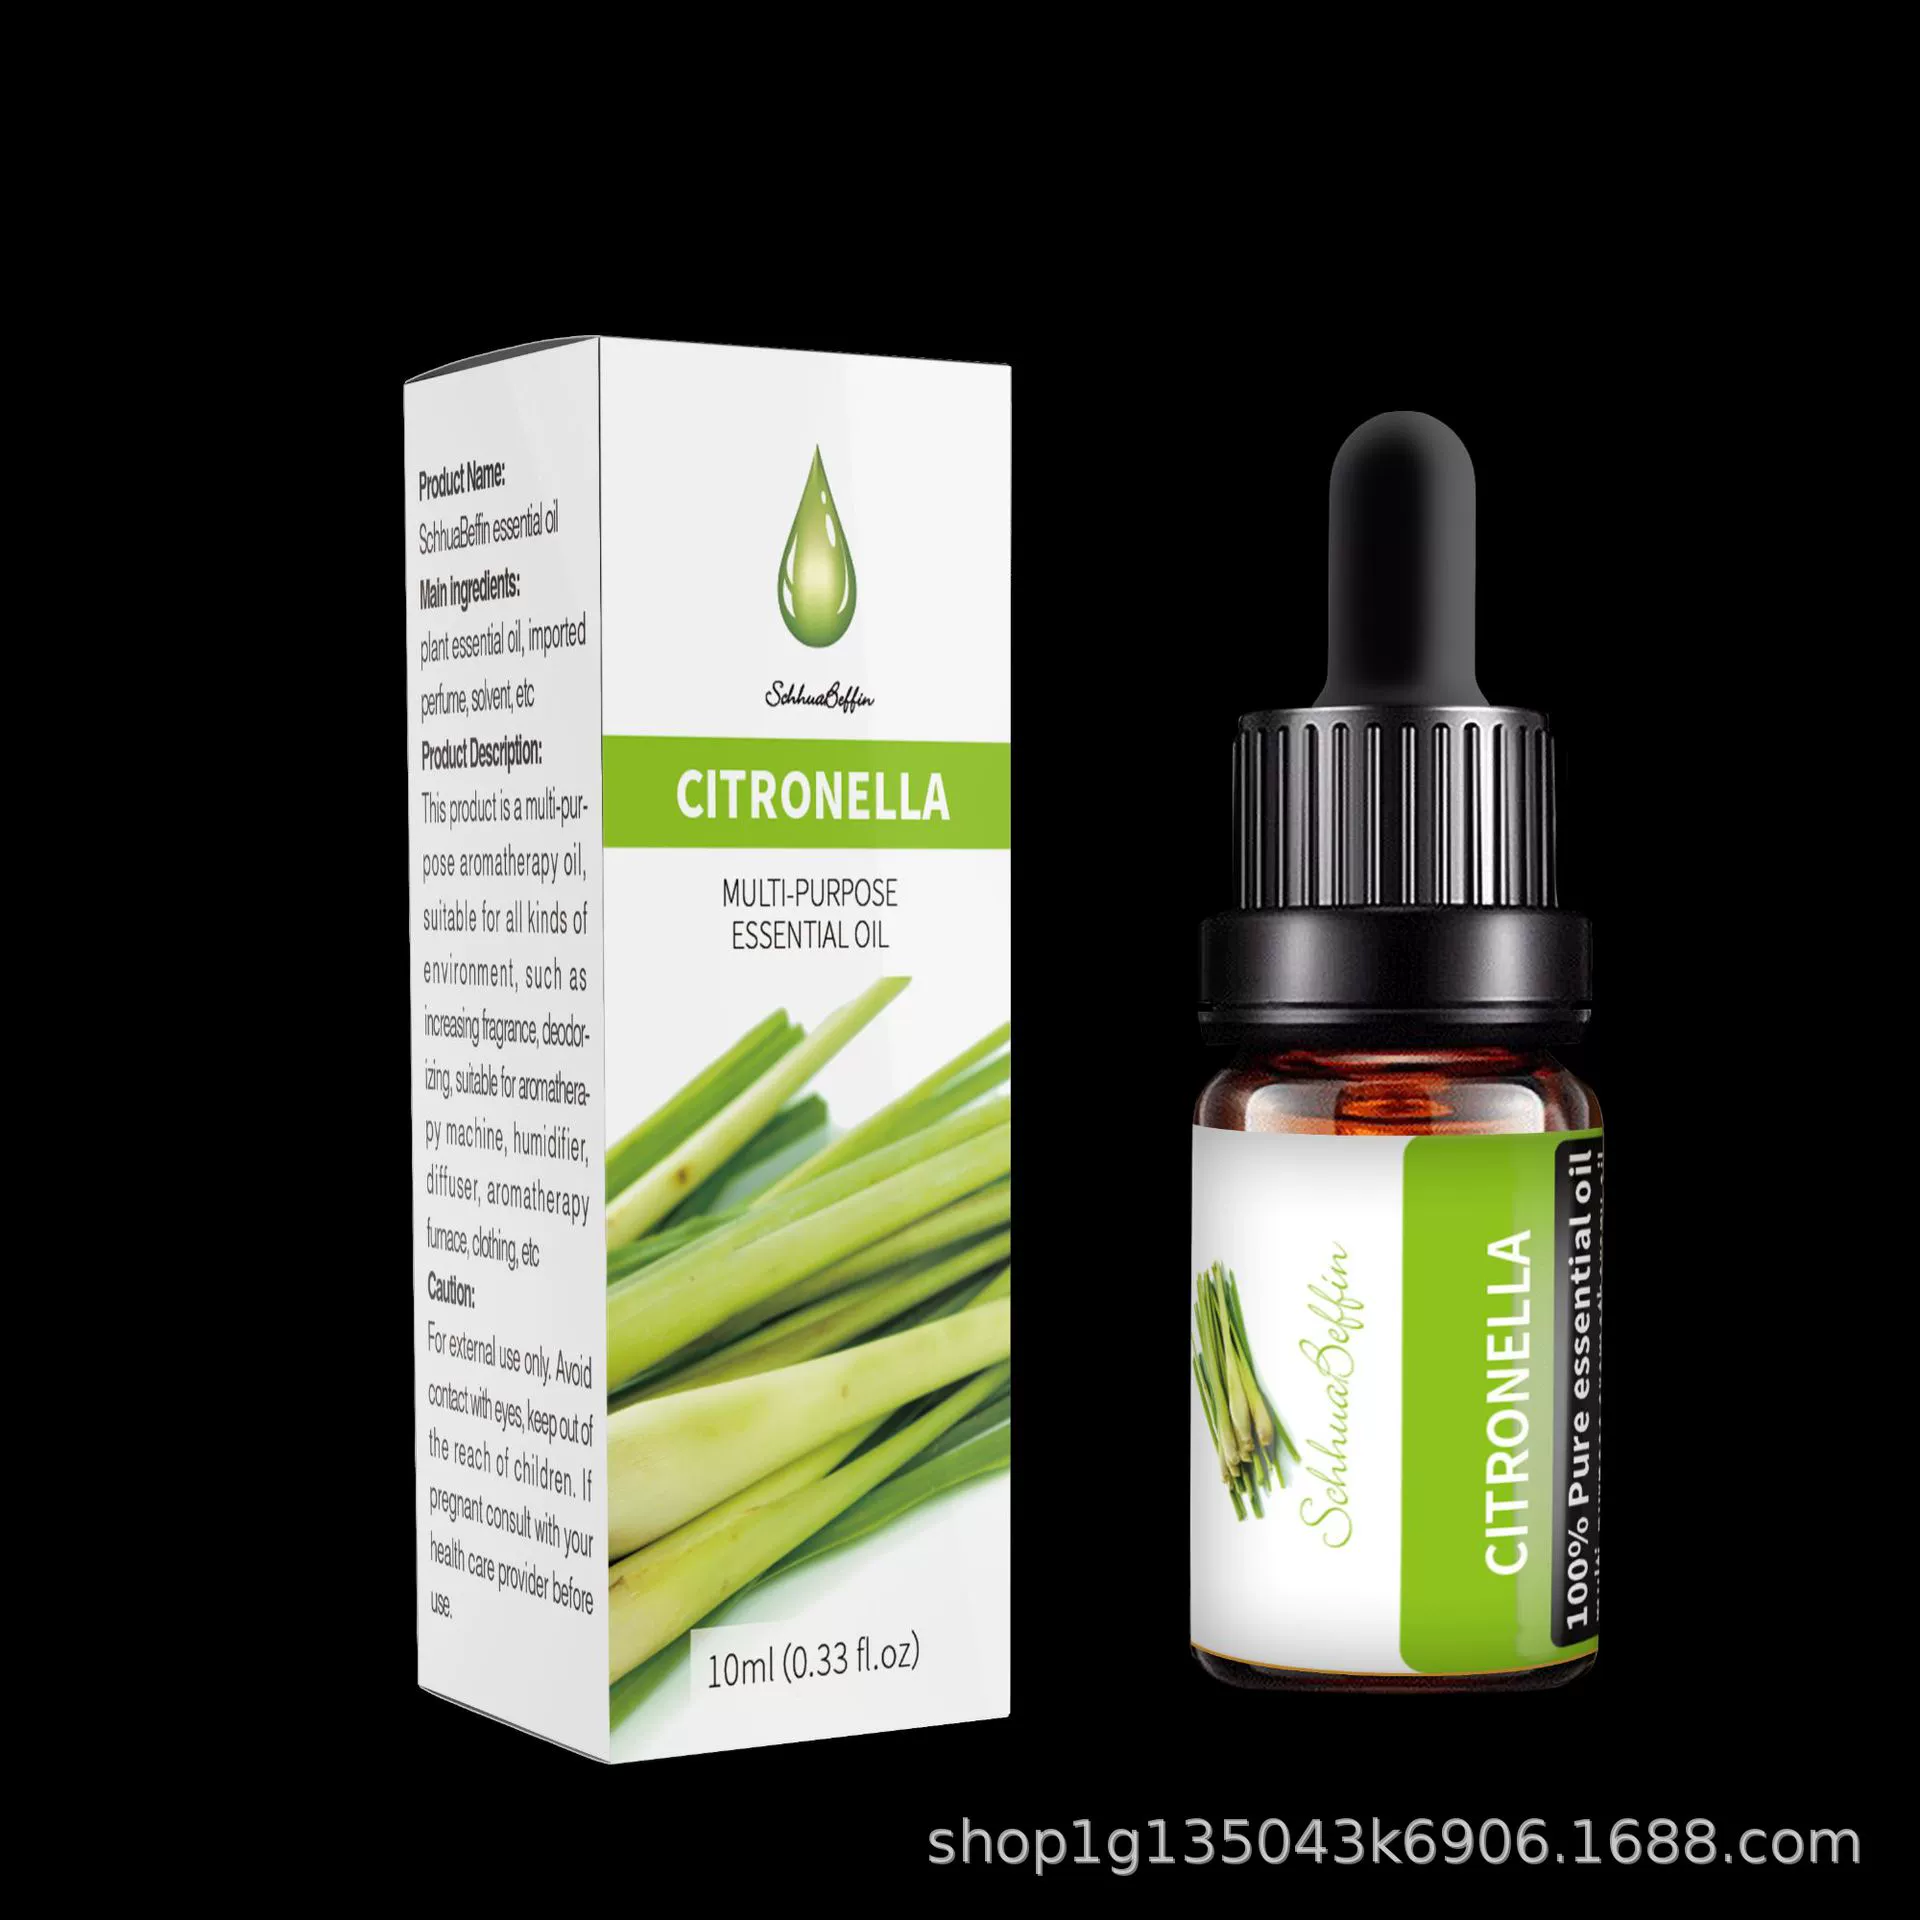 Product Name:
SchhuaBeffin essential oil
Main ingredients:
plant essential oil, imported
perfume, solvent, etc
Product Description:
This product is a multi-pur-
pose aromatherapy oil,
suitable for all kinds of
environment, such as
increasing fragrance, deodor-
izing, suitable for aromathera-
py machine, humidifier,
diffuser, aromatherapy
furnace, clothing, etc
Caution:
For external use only. Avoid
contact with eyes, keep out of
the reach of children. If
pregnant consult with your
health care provider before
use.
SchhuaBeffin
CITRONELLA
MULTI-PURPOSE
ESSENTIAL OIL
10ml (0.33 fl.oz)
SchhuaBeffin
CITRONELLA
100% Pure essential oil
shop1g135043k6906.1688.com